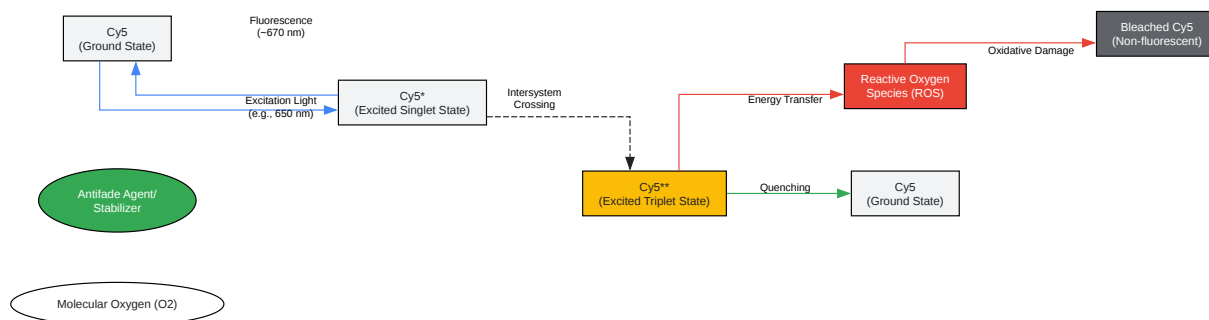 Cy5
(Ground State)
Fluorescence
(~670 nm)
Bleached Cy5
(Non-fluorescent)
Oxidative Damage
Reactive Oxygen
Species (ROS)
Cy5*
(Excited Singlet State)
Excitation Light
(e.g., 650 nm)
Intersystem
Crossing
Energy Transfer
Antifade Agent/
Stabilizer
Cy5**
(Excited Triplet State)
Quenching
Cy5
(Ground State)
Molecular Oxygen (O2)